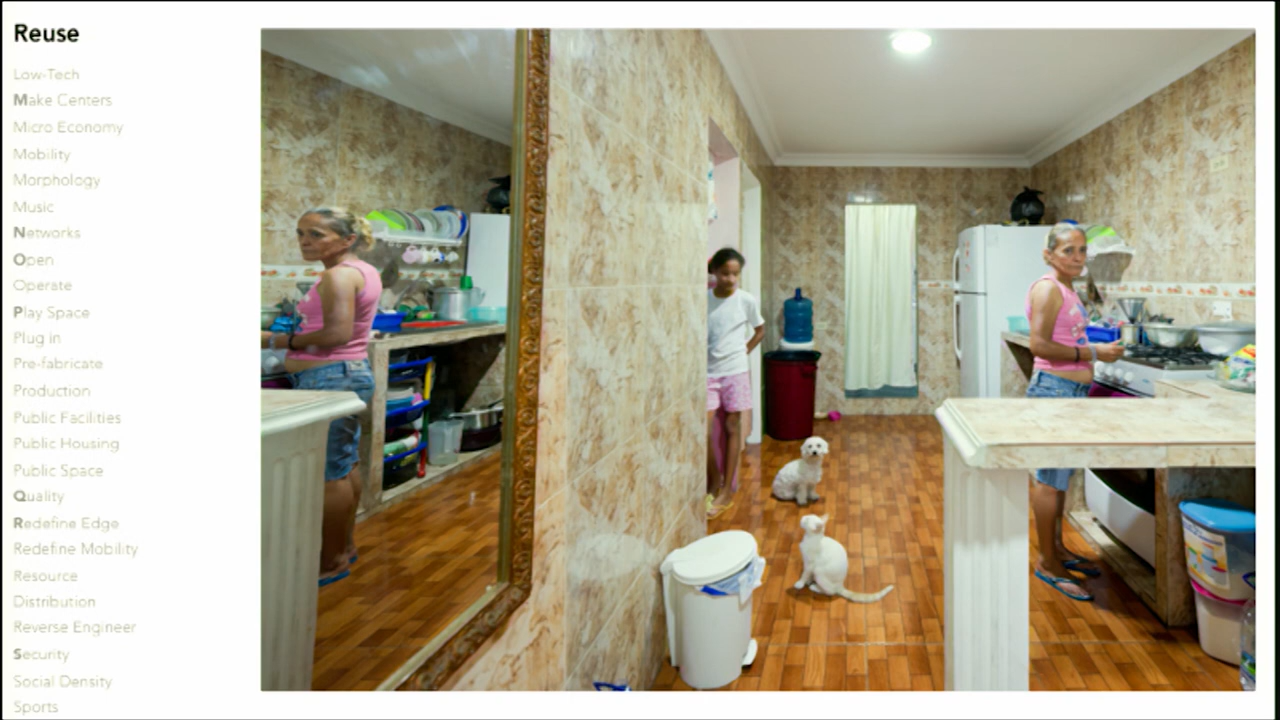 Reuse
Low-Tech
Make Centers
Micro Economy
Mobility
Morphology
Music
Networks
Open
Operate
Play Space
Plug in
Pre-fabricate
Production
Public Facilities
Public Housing
Public Space
Quality
Redefine Edge
Redefine Mobility
Resource
Distribution
Reverse Engineer
Security
Social Density
Sports